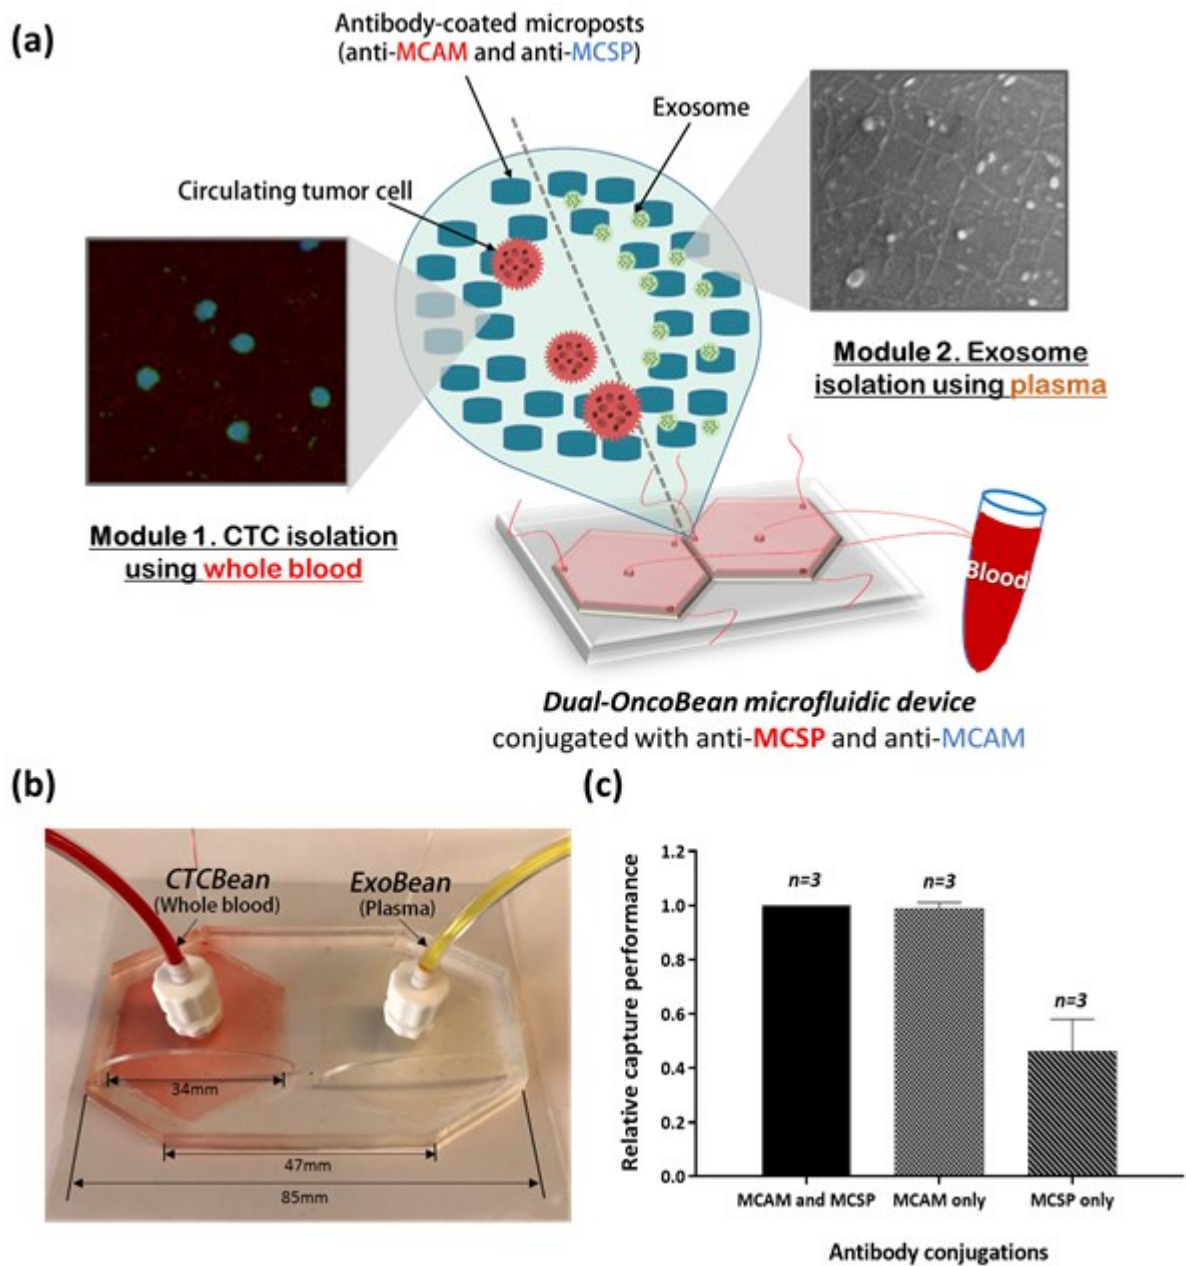 (a)
Antibody-coated microposts
(anti-MCAM and anti-MCSP)
Exosome
Circulating tumor cell
Module 2. Exosome
isolation using plasma
Module 1. CTC isolation
using whole blood
Blood
Dual-OncoBean microfluidic device
conjugated with anti-MCSP and anti-MCAM
(b)
CTCBean
(Whole blood)
ExoBean
(Plasma)
34mm
47mm
85mm
(c)
Relative capture performance
1.2
1.0
0.8
0.6
0.4
0.2
0.0
n=3
n=3
n=3
MCAM and MCSP
MCAM only
MCSP only
Antibody conjugations